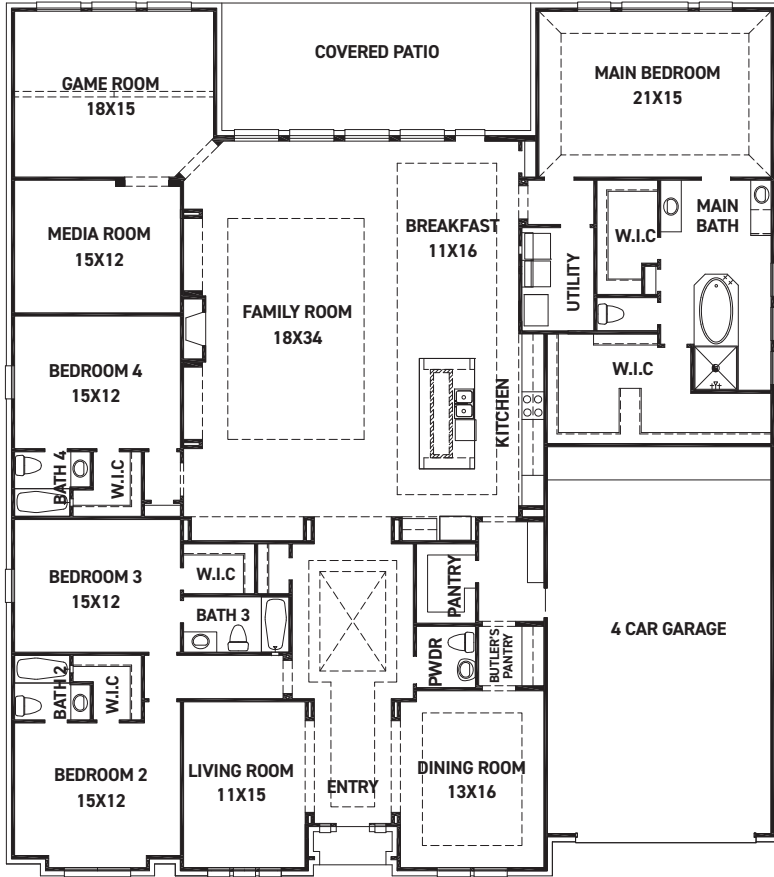 COVERED PATIO
GAME ROOM
18X15
MAIN BEDROOM
21X15
MEDIA ROOM
15X12
BREAKFAST
11X16
W.I.C
MAIN
BATH
UTILITY
FAMILY ROOM
18X34
BEDROOM 4
15X12
KITCHEN
W.I.C
BATH 4
W.I.C
BEDROOM 3
15X12
W.I.C
BATH 3
PANTRY
4 CAR GARAGE
PWDR
BUTLER'S
PANTRY
BATH 2
W.I.C
BEDROOM 2
15X12
LIVING ROOM
11X15
ENTRY
DINING ROOM
13X16